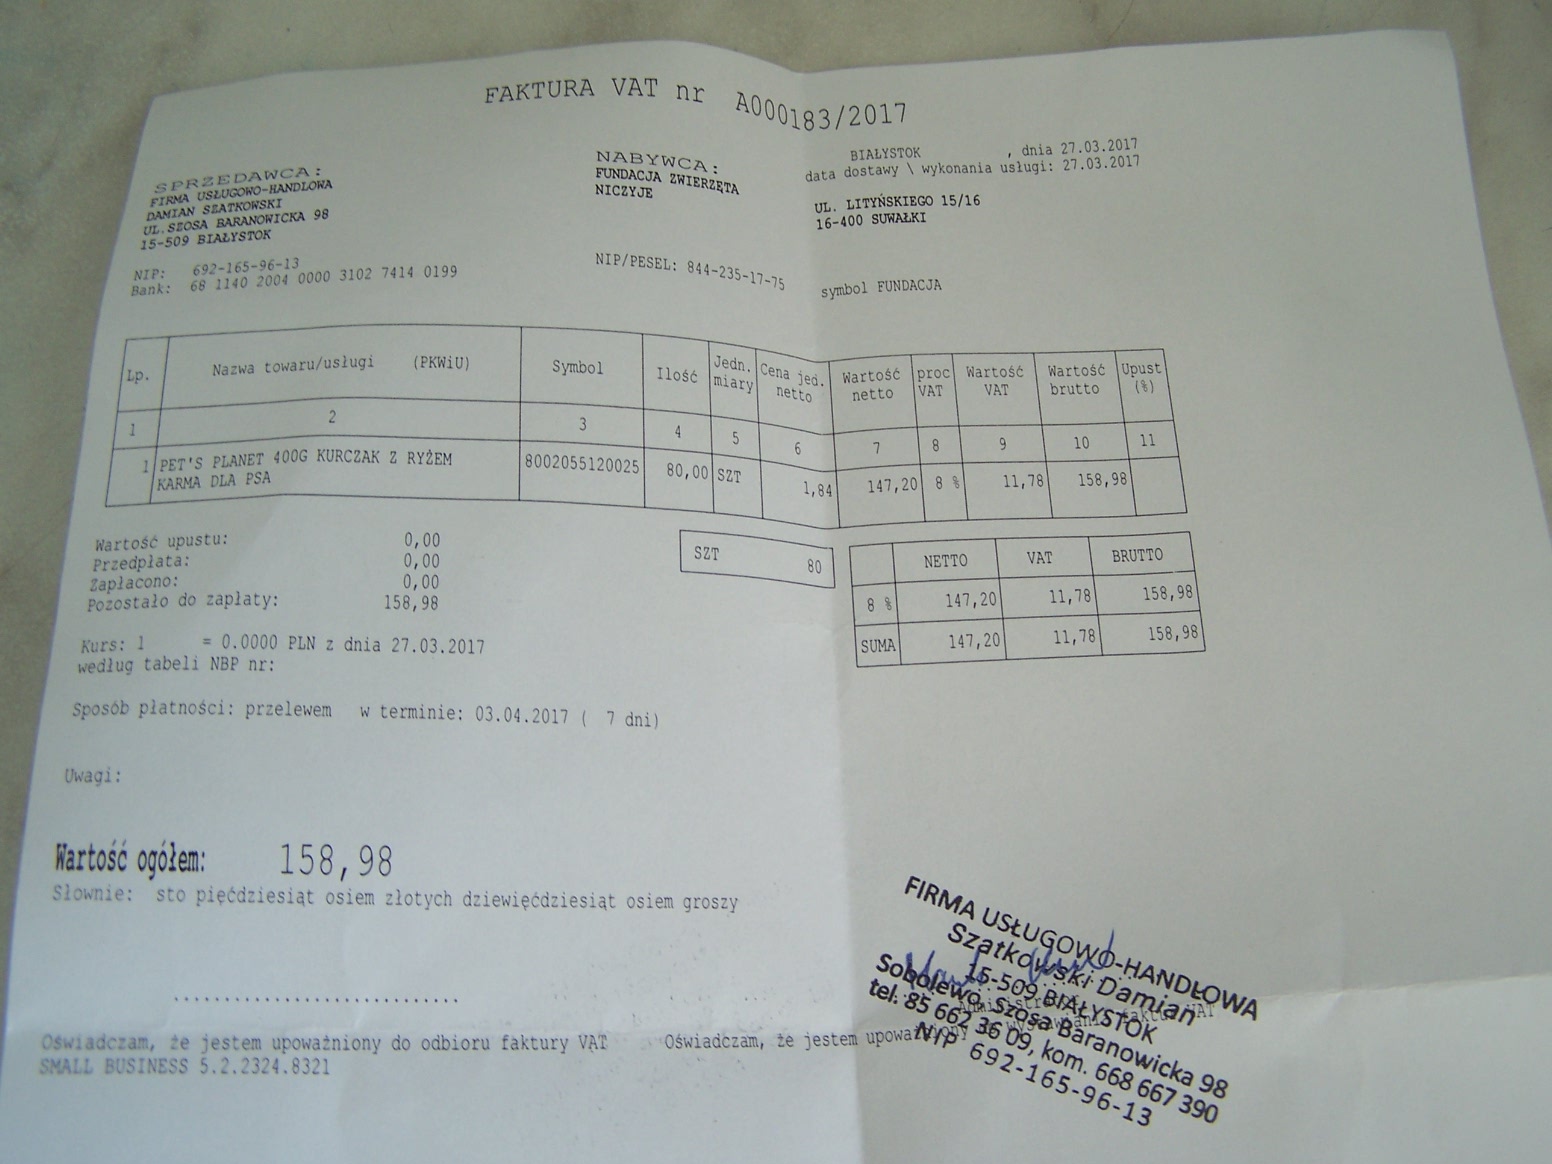 FAKTURA VAT nr A000183/2017
BIAŁYSTOK , dnia 27.03.2017
data dostawy \ wykonania usługi: 27.03.2017
SPRZEDAWCA:
FIRMA USŁUGOWO-HANDLOWA
DAMIAN SZATKOWSKI
UL.SZOSA BARANOWICKA 98
15-509 BIAŁYSTOK
NIP: 692-165-96-13
Bank: 68 1140 2004 0000 3102 7414 0199
NABYWCA:
FUNDACJA ZWIERZĘTA
NICZYJE
UL. LITYŃSKIEGO 15/16
16-400 SUWAŁKI
NIP/PESEL: 844-235-17-75
symbol FUNDACJA
Lp. Nazwa towaru/usługi (PKWiU) Symbol Ilość Jedn. miary Cena jed. netto Wartość netto proc VAT Wartość VAT Wartość brutto Upust (%)
1 2 3 4 5 6 7 8 9 10 11
1 PET'S PLANET 400G KURCZAK Z RYŻEM 8002055120025 80,00 SZT 1,84 147,20 8 % 11,78 158,98
KARMA DLA PSA
Wartość upustu: 0,00
Przedpłata: 0,00
Zapłacono: 0,00
Pozostało do zapłaty: 158,98
SZT 80
NETTO VAT BRUTTO
8 % 147,20 11,78 158,98
SUMA 147,20 11,78 158,98
Kurs: 1 = 0.0000 PLN z dnia 27.03.2017
według tabeli NBP nr:
Sposób płatności: przelewem w terminie: 03.04.2017 ( 7 dni)
Uwagi:
Wartość ogółem: 158,98
Słownie: sto pięćdziesiąt osiem złotych dziewięćdziesiąt osiem groszy
Oświadczam, że jestem upoważniony do odbioru faktury VAT
Oświadczam, że jestem upoważniony
SMALL BUSINESS 5.2.2324.8321
FIRMA USŁUGOWO-HANDLOWA
Szatkowski Damian
15-509 BIAŁYSTOK
Sobolewo, Szosa Baranowicka 98
tel. 85 662 36 09, kom. 668 667 390
NIP 692-165-96-13